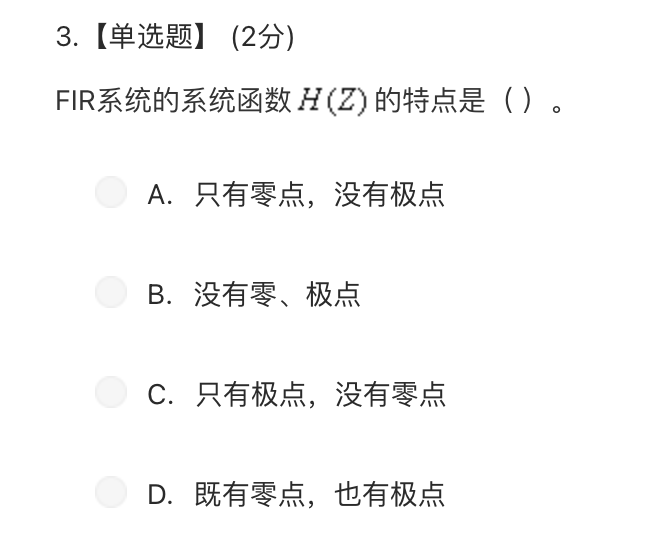 3.【单选题】 (2分)
FIR系统的系统函数H(Z)的特点是（ ）。
A. 只有零点，没有极点
B. 没有零、极点
C. 只有极点，没有零点
D. 既有零点，也有极点